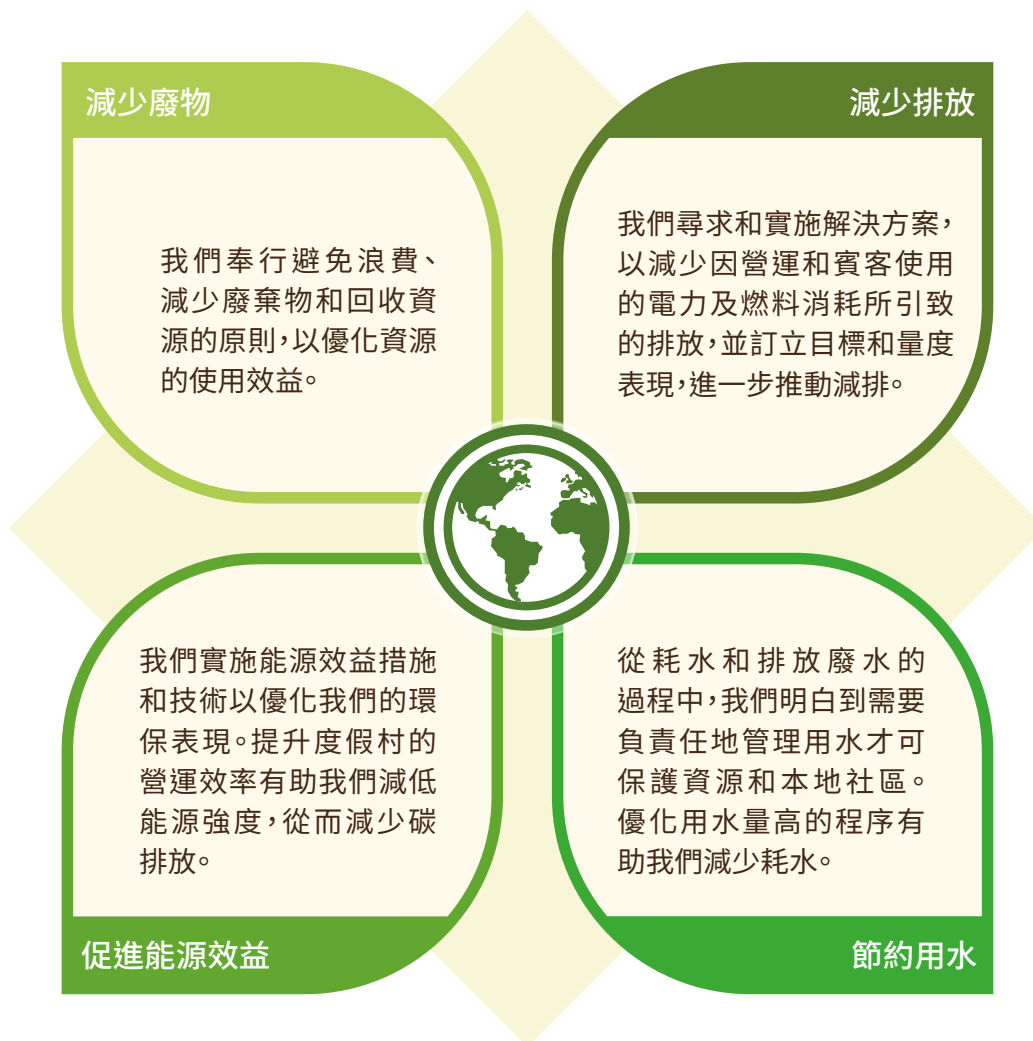 減少廢物
我們奉行避免浪費、
減少廢棄物和回收資
源的原則，以優化資源
的使用效益。
減少排放
我們尋求和實施解決方案，
以減少因營運和賓客使用
的電力及燃料消耗所引致
的排放，並訂立目標和量度
表現，進一步推動減排。
我們實施能源效益措施
和技術以優化我們的環
保表現。提升度假村的
營運效率有助我們減低
能源強度，從而減少碳
排放。
促進能源效益
從耗水和排放廢水的
過程中，我們明白到需要
負責任地管理用水才可
保護資源和本地社區。
優化用水量高的程序有
助我們減少耗水。
節約用水